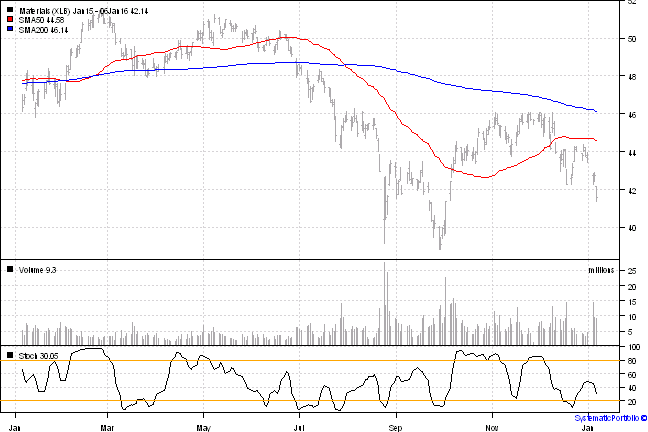 Materials (XLB) Jan 15 - 06Jan16 42.14
SMA50 44.58
SMA200 46.14
52
50
48
46
44
42
40
Volume 9.3
millions
25
20
15
10
5
Stoch 30.05
100
80
60
40
20
Jan
Mar
May
Jul
Sep
Nov
Jan
SystematicPortfolio ©